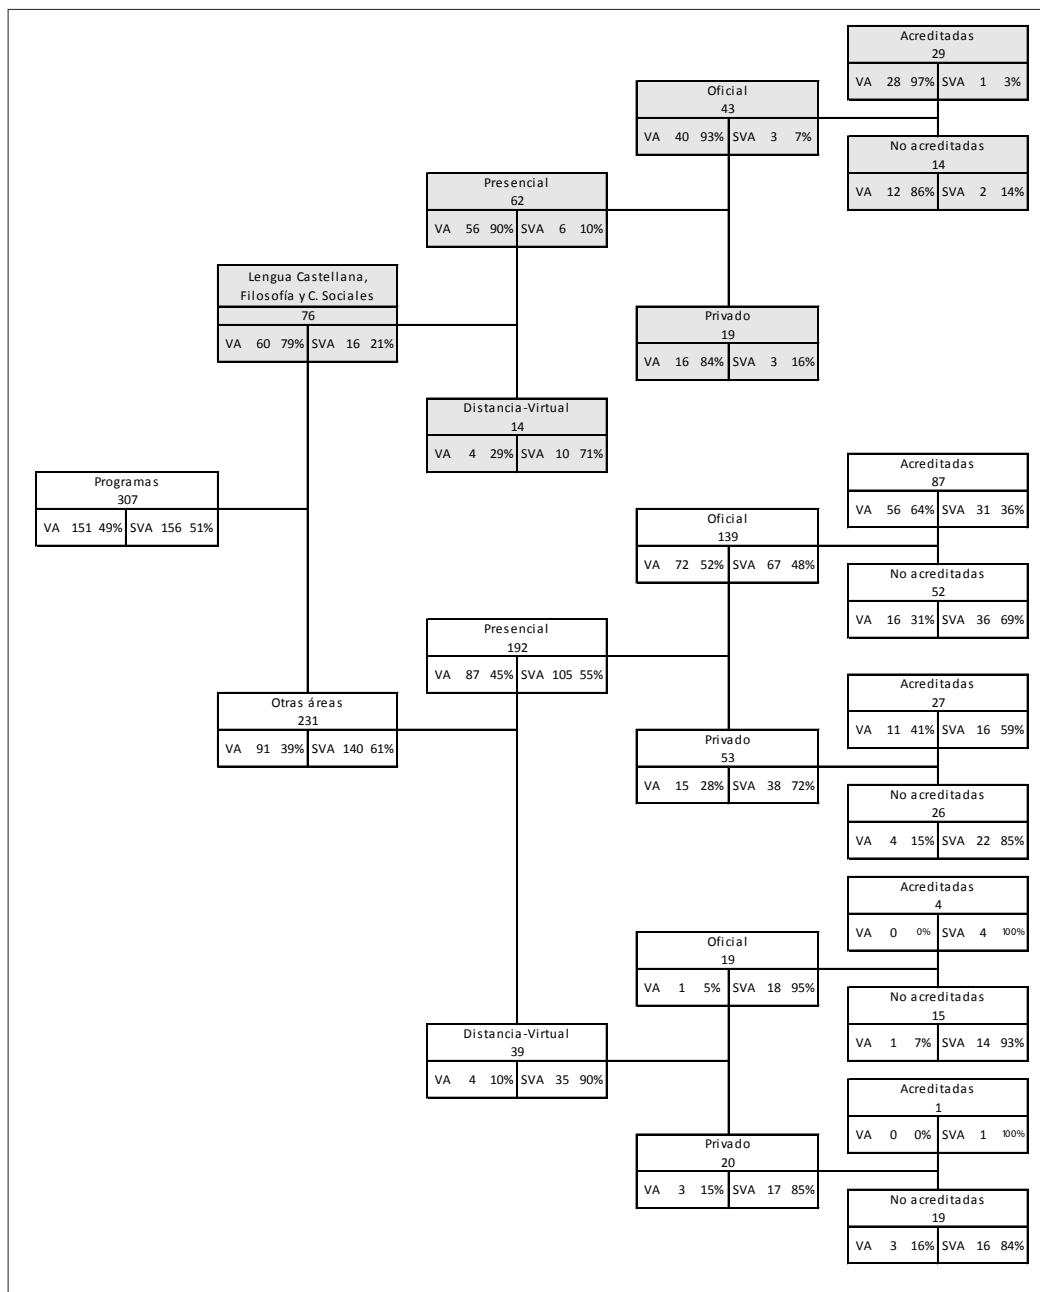 Acreditadas
29
VA 28 97% SVA 1 3%
Oficial
43
VA 40 93% SVA 3 7%
No acreditadas
14
VA 12 86% SVA 2 14%
Presencial
62
VA 56 90% SVA 6 10%
Lengua Castellana,
Filosofía y C. Sociales
76
VA 60 79% SVA 16 21%
Privado
19
VA 16 84% SVA 3 16%
Distancia-Virtual
14
VA 4 29% SVA 10 71%
Programas
307
VA 151 49% SVA 156 51%
Acreditadas
87
VA 56 64% SVA 31 36%
Oficial
139
VA 72 52% SVA 67 48%
No acreditadas
52
VA 16 31% SVA 36 69%
Presencial
192
VA 87 45% SVA 105 55%
Acreditadas
27
VA 11 41% SVA 16 59%
Otras áreas
231
VA 91 39% SVA 140 61%
Privado
53
VA 15 28% SVA 38 72%
No acreditadas
26
VA 4 15% SVA 22 85%
Acreditadas
4
VA 0 0% SVA 4 100%
Oficial
19
VA 1 5% SVA 18 95%
No acreditadas
15
VA 1 7% SVA 14 93%
Distancia-Virtual
39
VA 4 10% SVA 35 90%
Acreditadas
1
VA 0 0% SVA 1 100%
Privado
20
VA 3 15% SVA 17 85%
No acreditadas
19
VA 3 16% SVA 16 84%